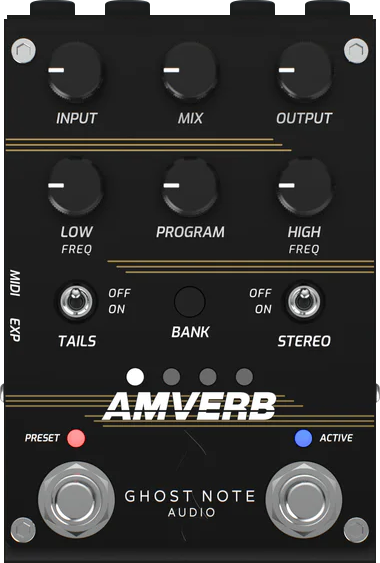 INPUT
MIX
OUTPUT
LOW
FREQ
PROGRAM
HIGH
FREQ
MIDI
EXP
OFF
ON
TAILS
BANK
OFF
ON
STEREO
AMVERB
PRESET
ACTIVE
GHOST NOTE
AUDIO